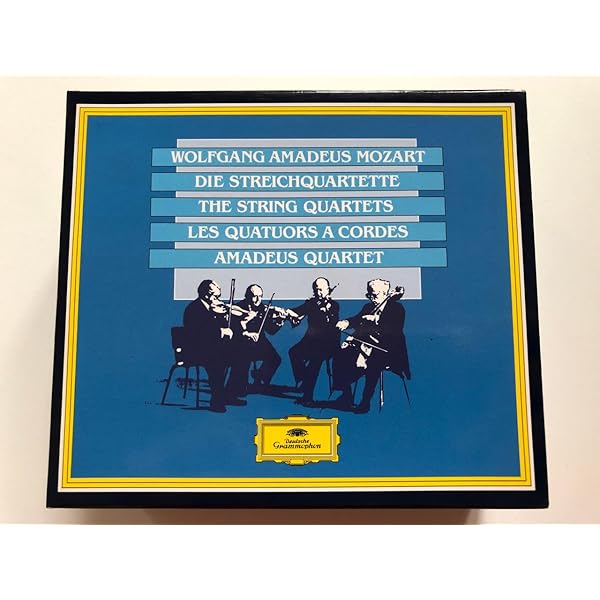 WOLFGANG AMADEUS MOZART
DIE STREICHQUARTETTE
THE STRING QUARTETS
LES QUATUORS A CORDES
AMADEUS QUARTET
Deutsche
Grammophon